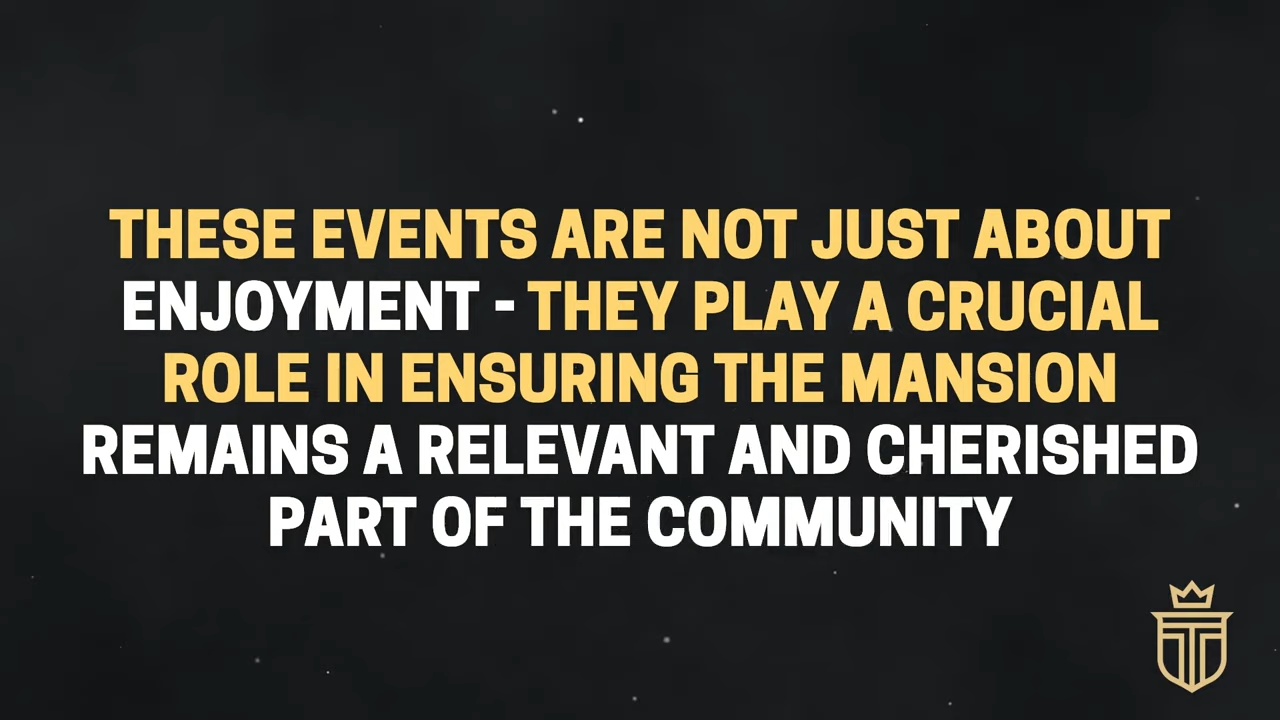 THESE EVENTS ARE NOT JUST ABOUT
ENJOYMENT - THEY PLAY A CRUCIAL
ROLE IN ENSURING THE MANSION
REMAINS A RELEVANT AND CHERISHED
PART OF THE COMMUNITY